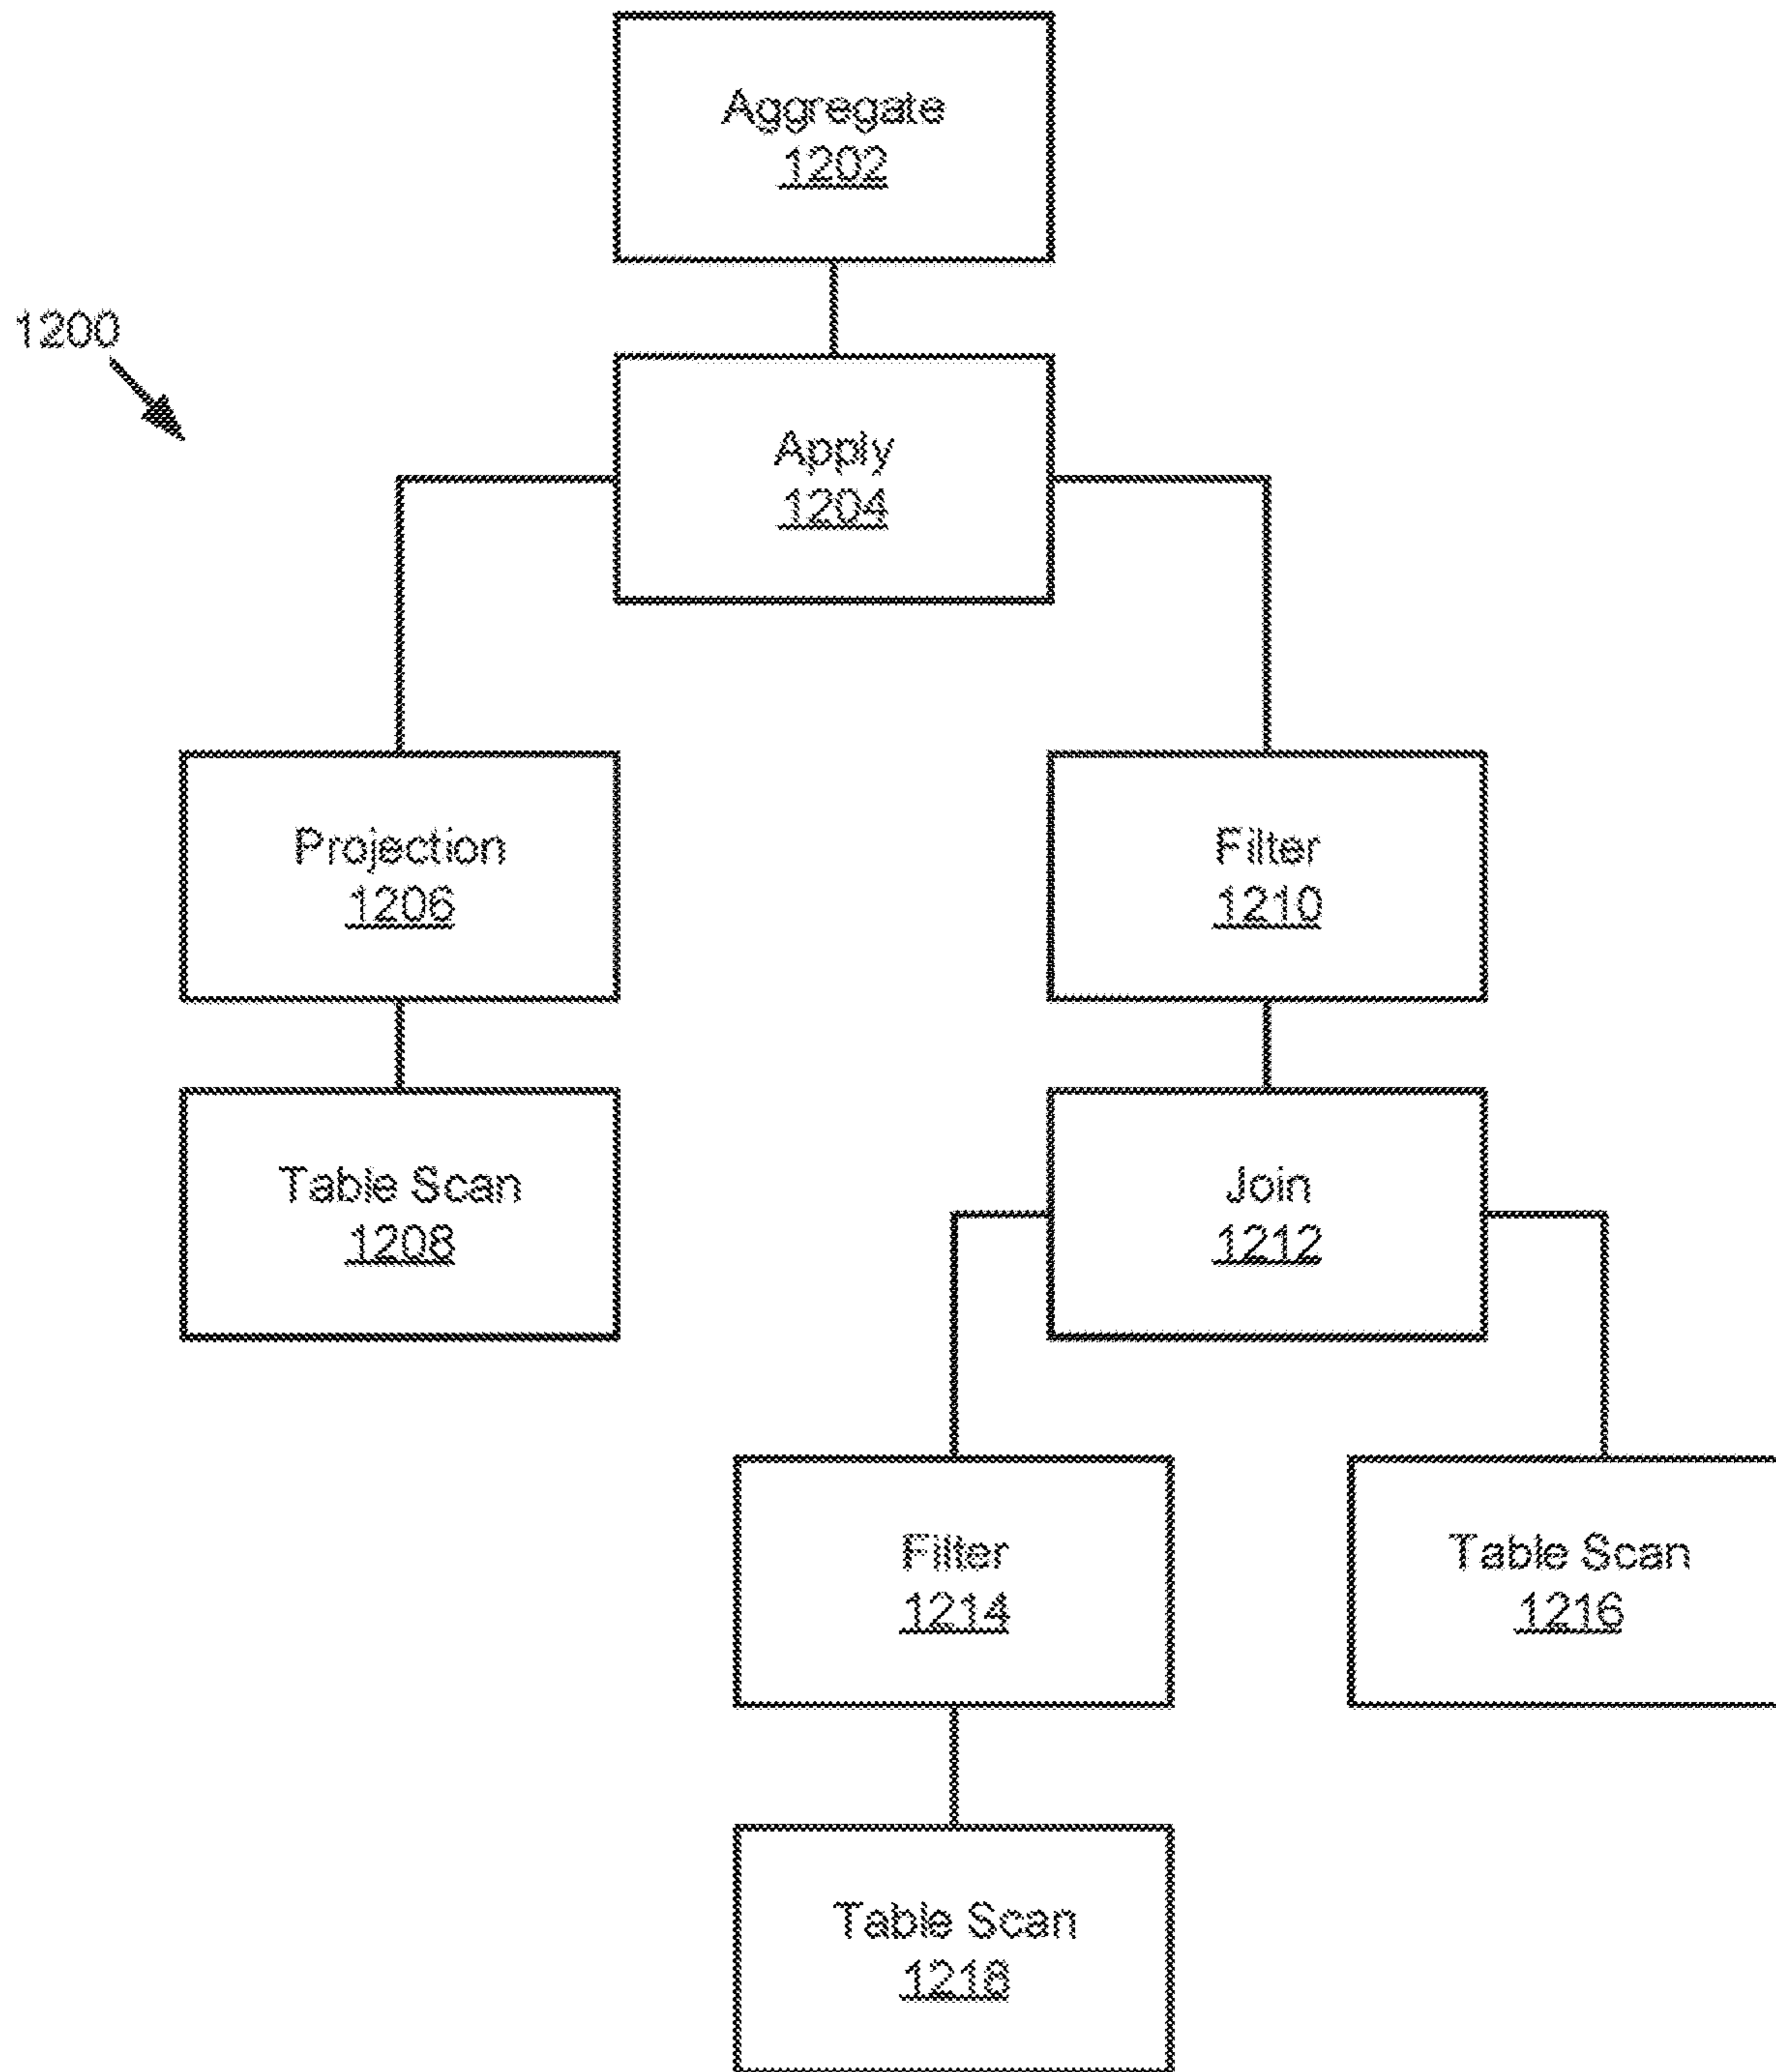 Aggregate
1202
1200
Apply
1204
Projection
1206
Filter
1210
Table Scan
1208
Join
1212
Filter
1214
Table Scan
1216
Table Scan
1218